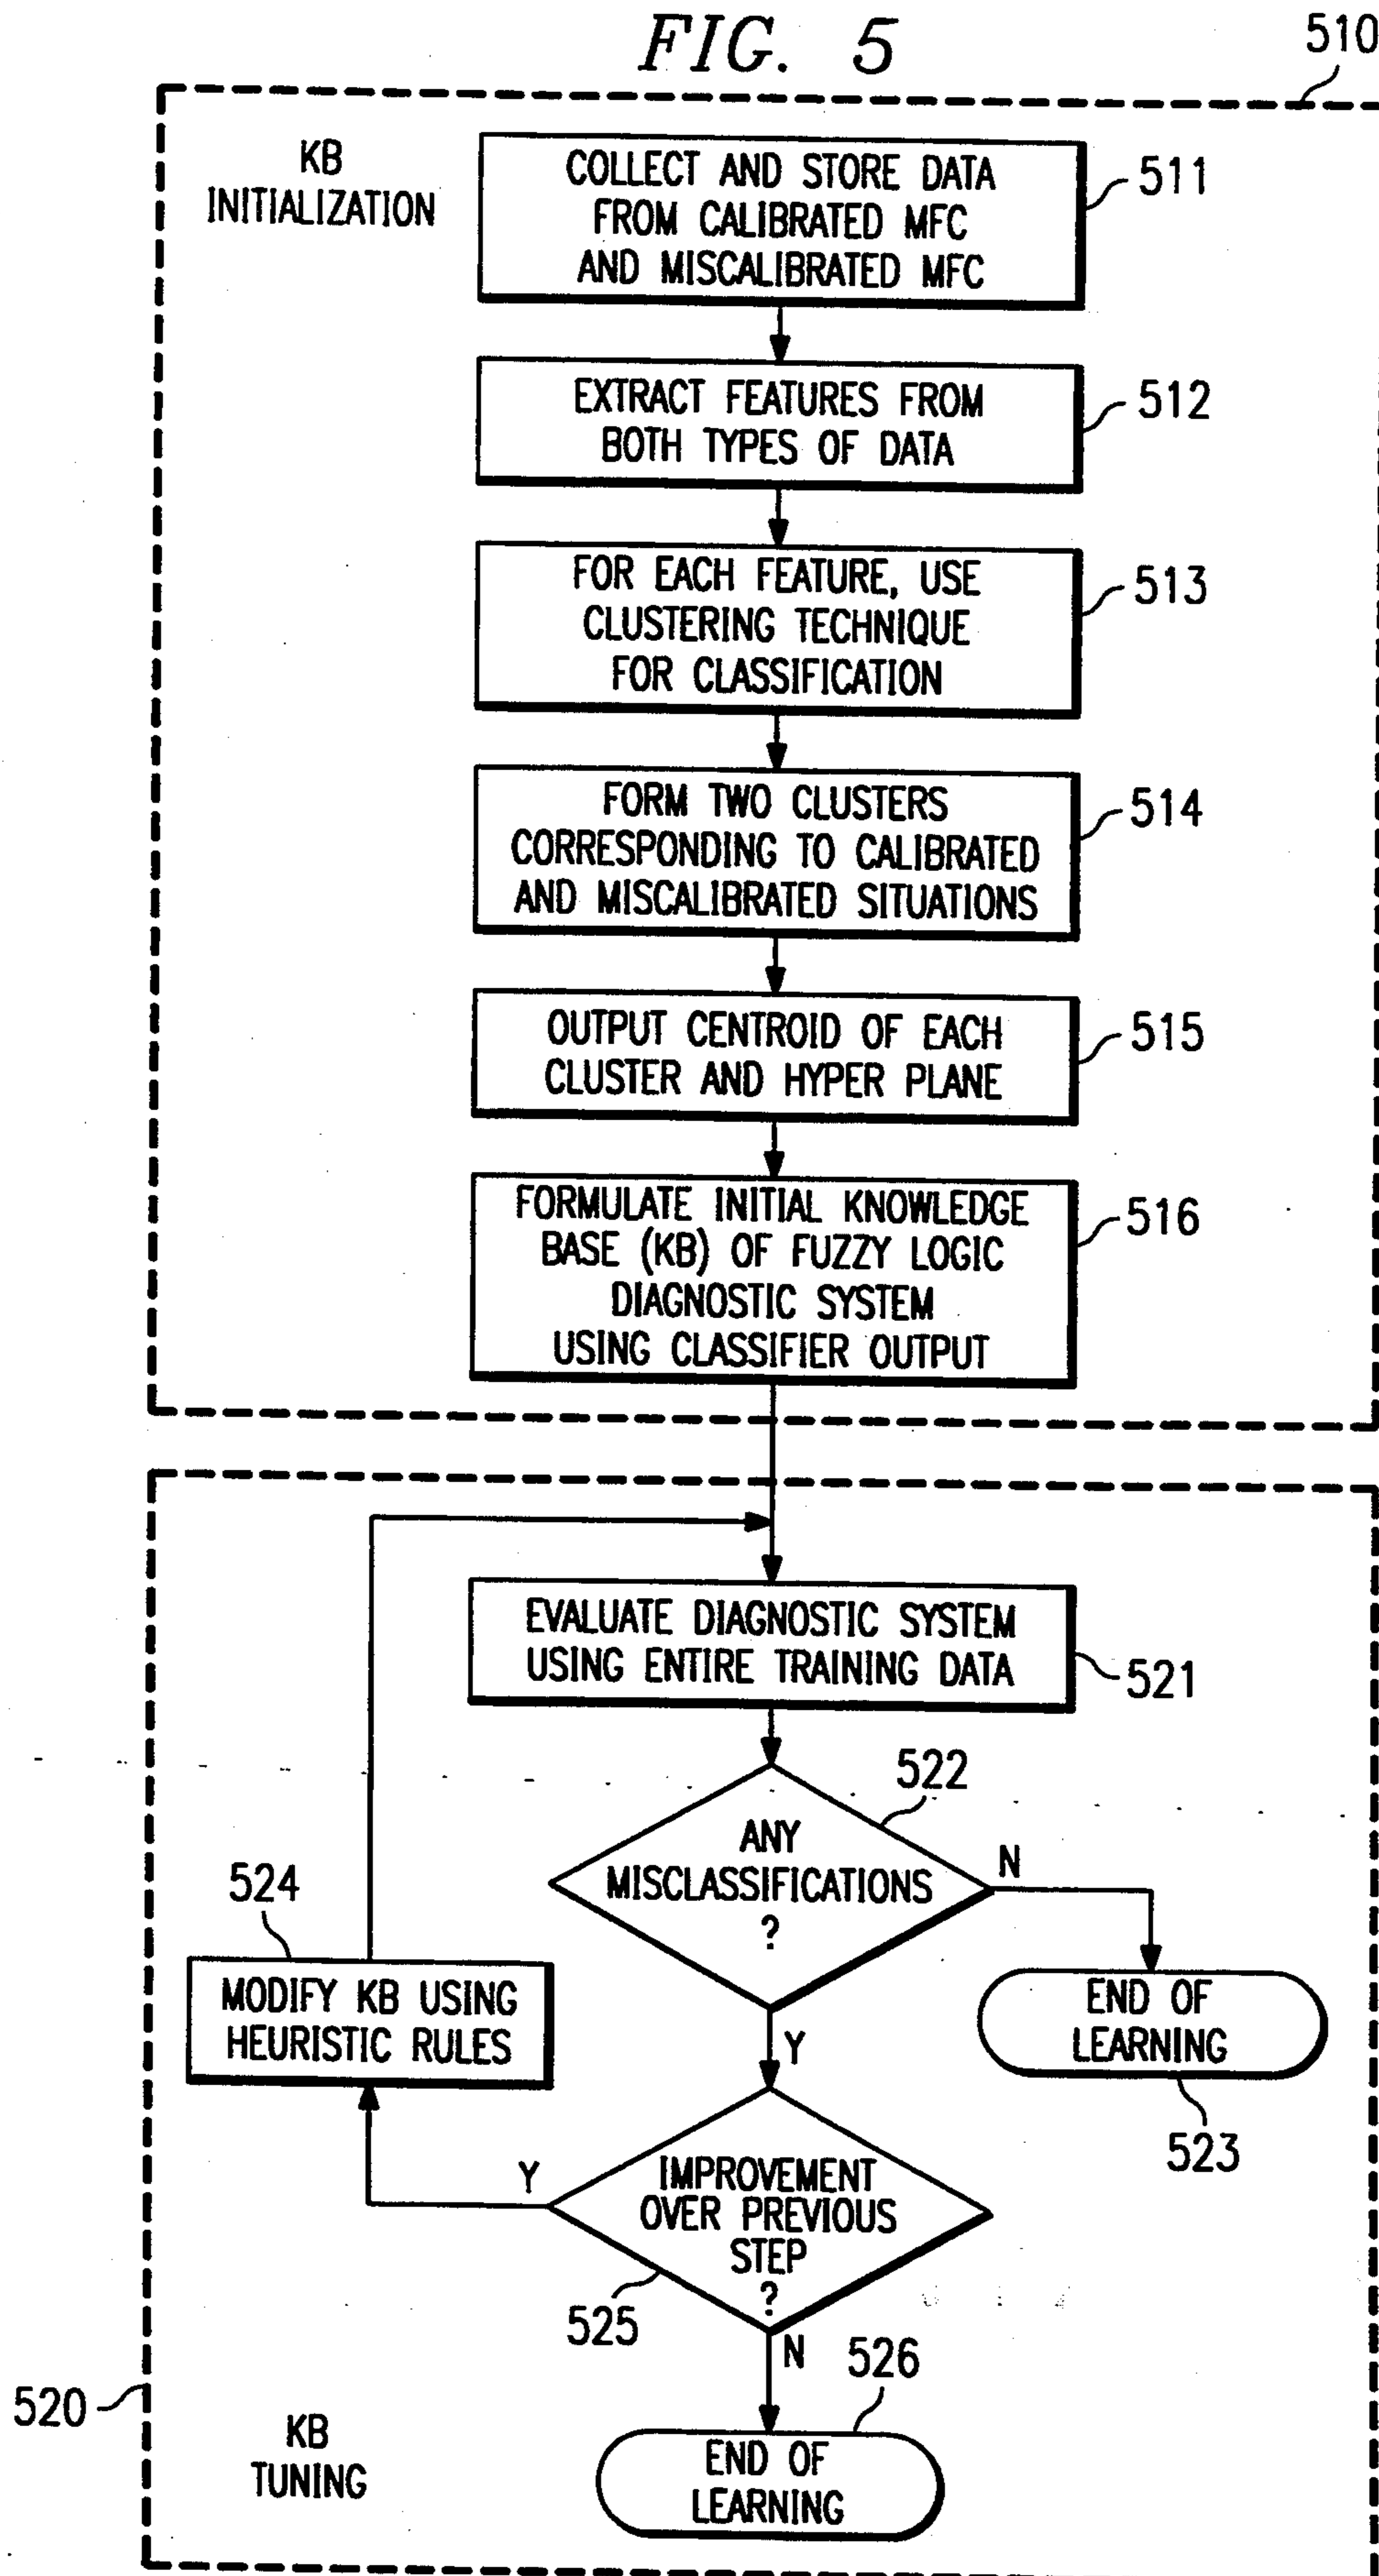 FIG. 5
510
KB
INITIALIZATION
COLLECT AND STORE DATA
FROM CALIBRATED MFC
AND MISCALIBRATED MFC
511
EXTRACT FEATURES FROM
BOTH TYPES OF DATA
512
FOR EACH FEATURE, USE
CLUSTERING TECHNIQUE
FOR CLASSIFICATION
513
FORM TWO CLUSTERS
CORRESPONDING TO CALIBRATED
AND MISCALIBRATED SITUATIONS
514
OUTPUT CENTROID OF EACH
CLUSTER AND HYPER PLANE
515
FORMULATE INITIAL KNOWLEDGE
BASE (KB) OF FUZZY LOGIC
DIAGNOSTIC SYSTEM
USING CLASSIFIER OUTPUT
516
EVALUATE DIAGNOSTIC SYSTEM
USING ENTIRE TRAINING DATA
521
522
ANY
MISCLASSIFICATIONS
?
N
524
MODIFY KB USING
HEURISTIC RULES
END OF
LEARNING
523
Y
Y
IMPROVEMENT
OVER PREVIOUS
STEP
?
525
N
526
520
KB
TUNING
END OF
LEARNING